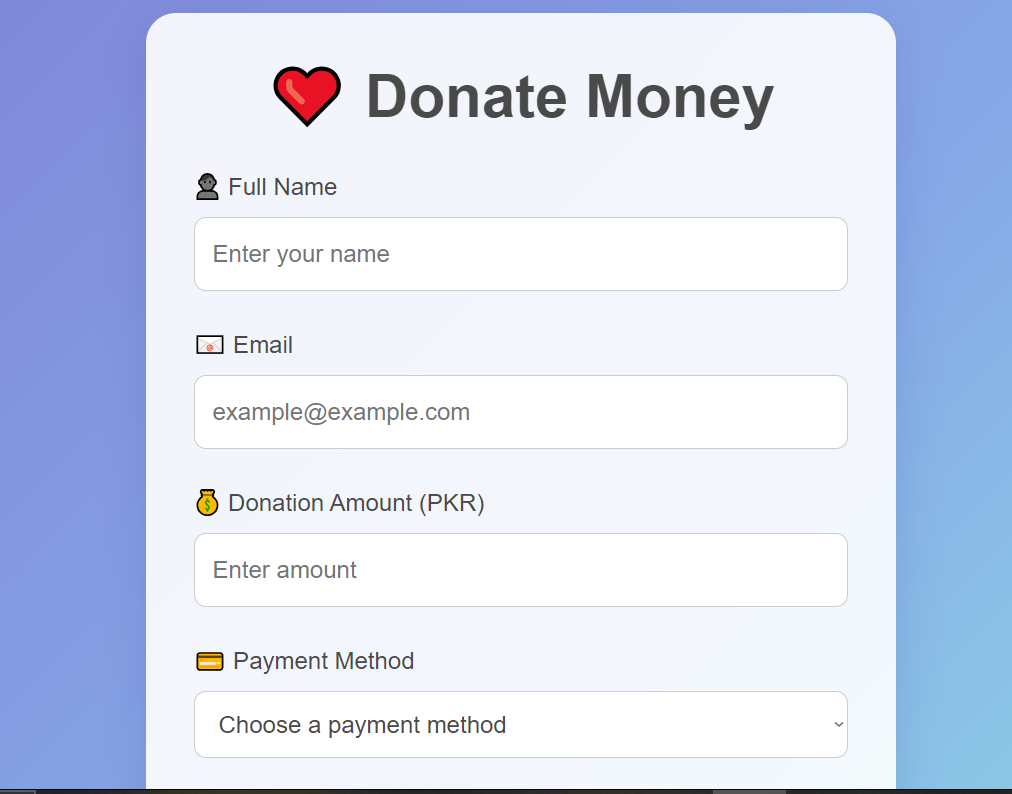 Donate Money
Full Name
Enter your name
Email
example@example.com
Donation Amount (PKR)
Enter amount
Payment Method
Choose a payment method